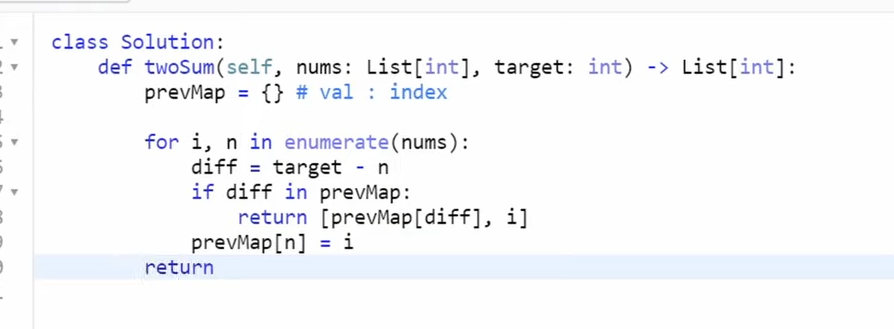 class Solution:
    def twoSum(self, nums: List[int], target: int) -> List[int]:
        prevMap = {} # val : index
        for i, n in enumerate(nums):
            diff = target - n
            if diff in prevMap:
                return [prevMap[diff], i]
            prevMap[n] = i
        return